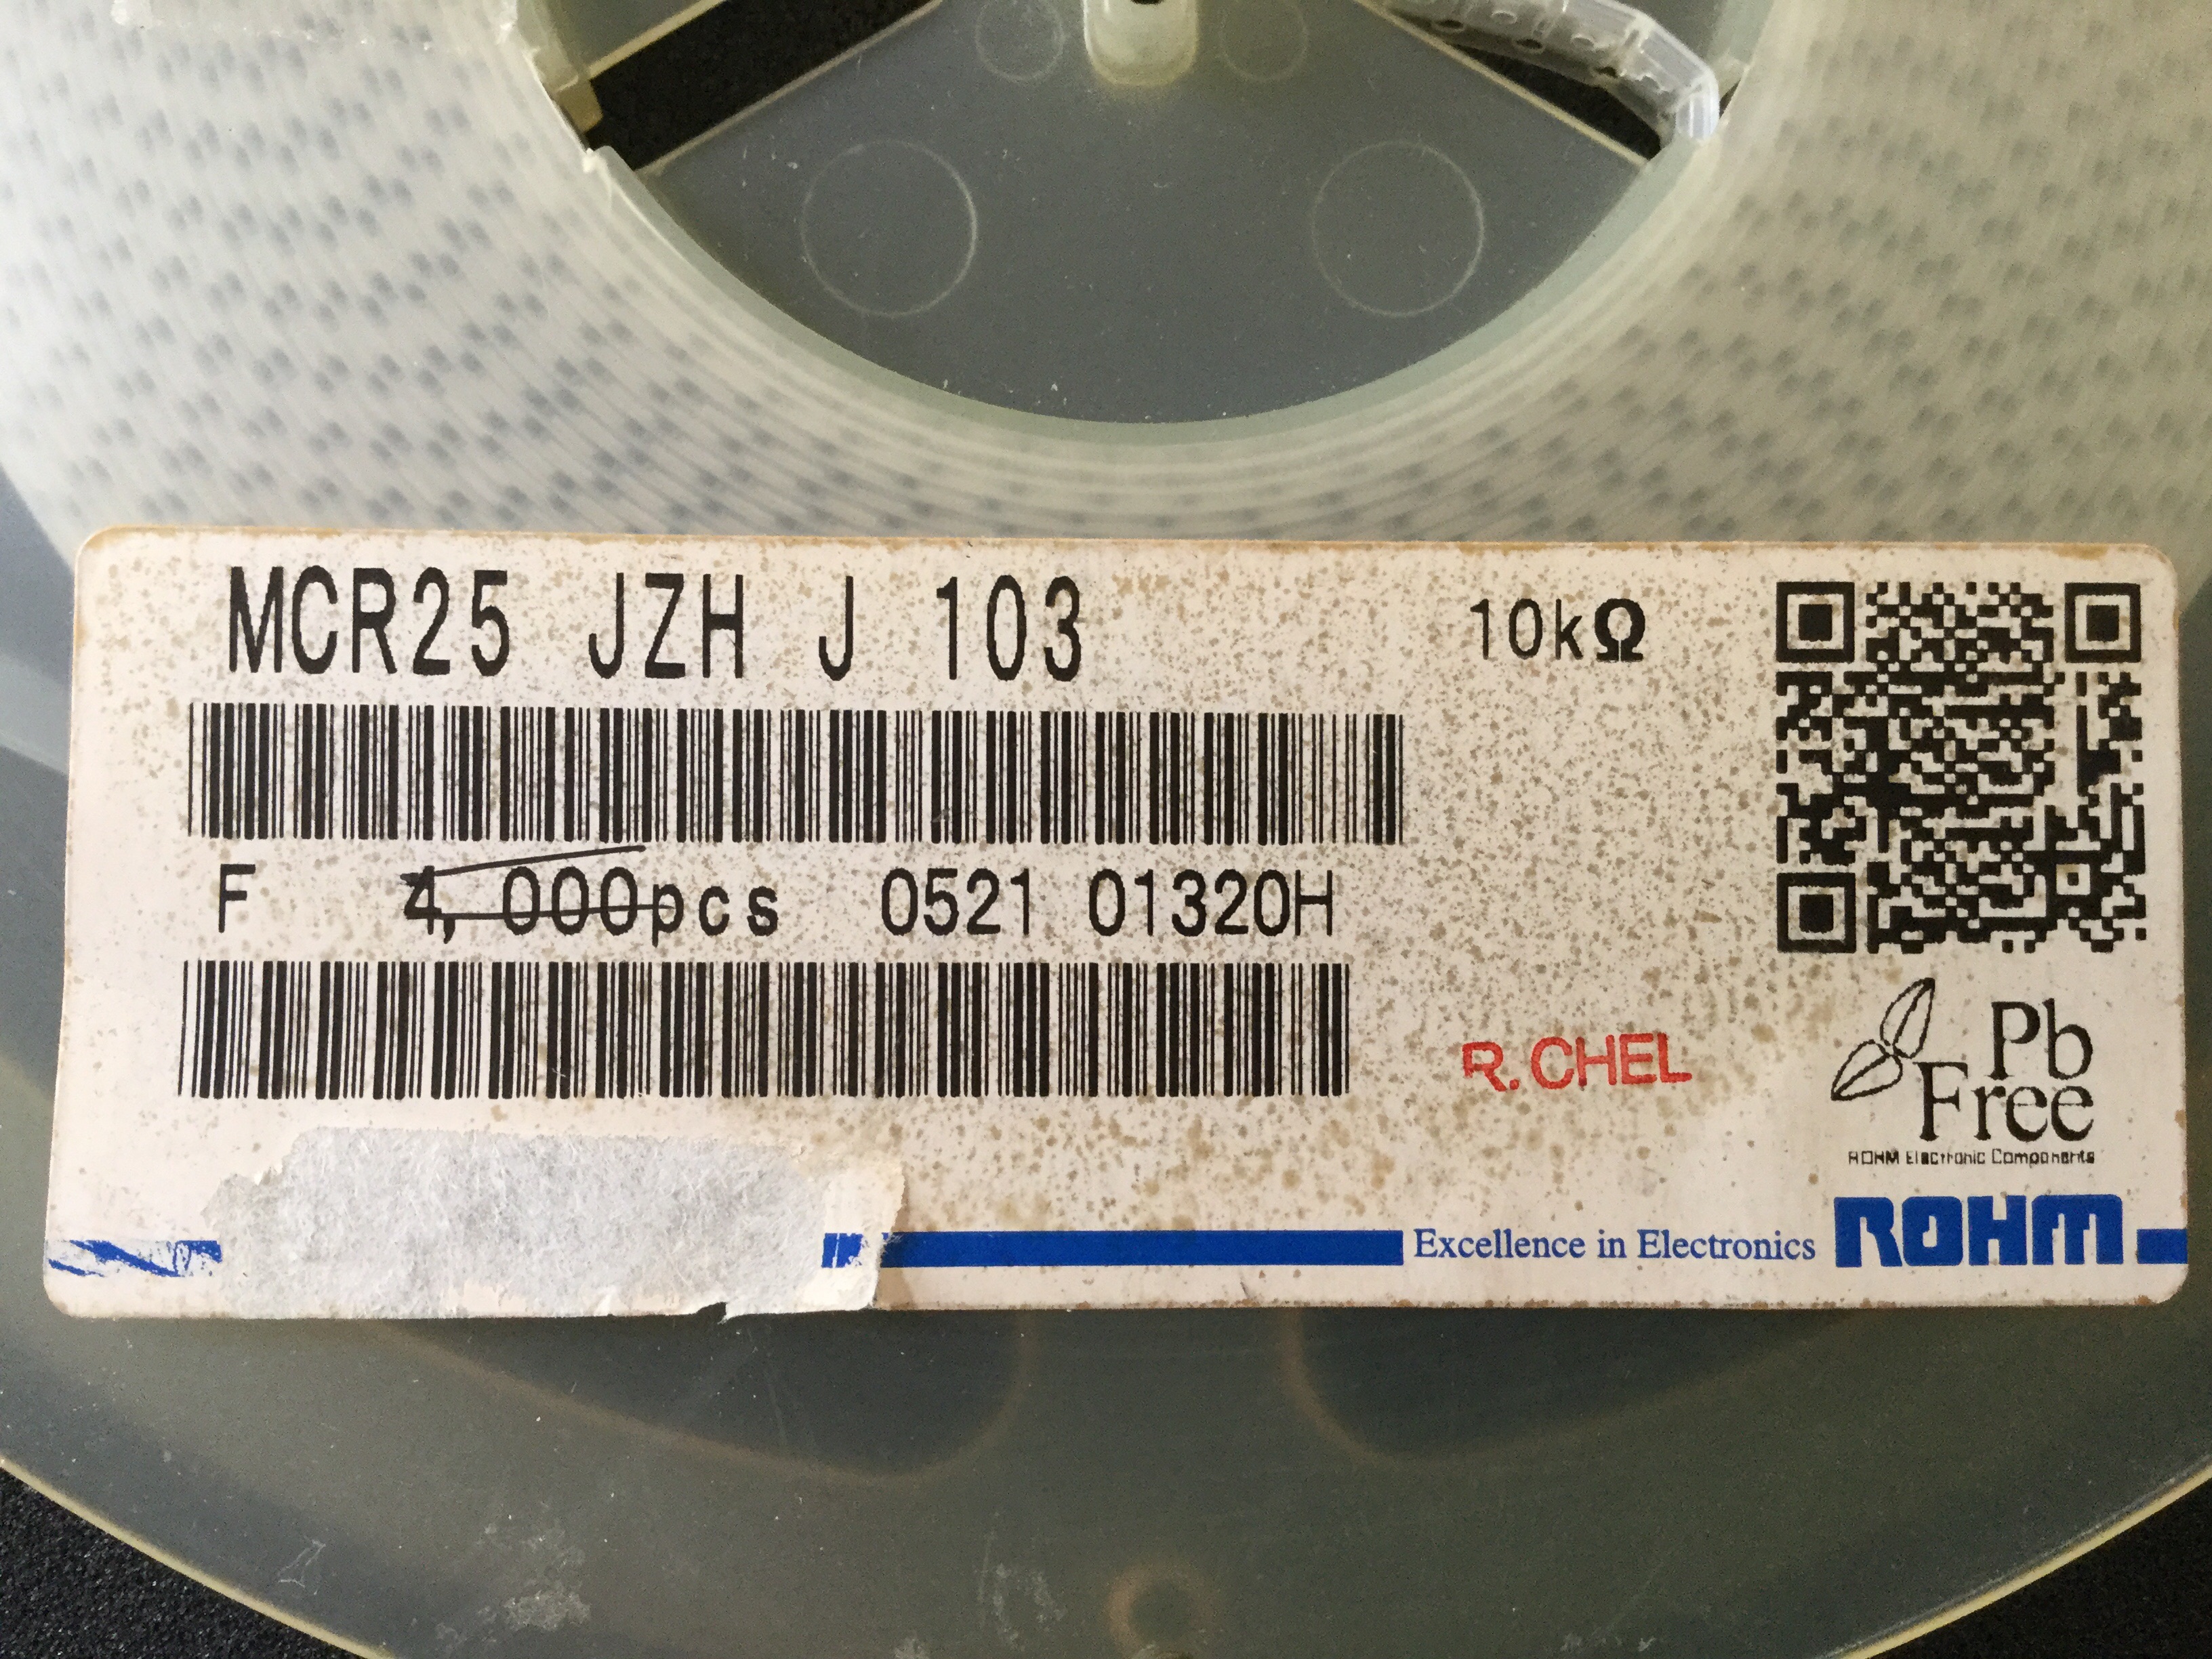 MCR25 JZH J 103 10kΩ
F 4,000pcs 0521 01320H
R.CHEL
Pb
Free
ROHM Electronic Components
Excellence in Electronics ROHM